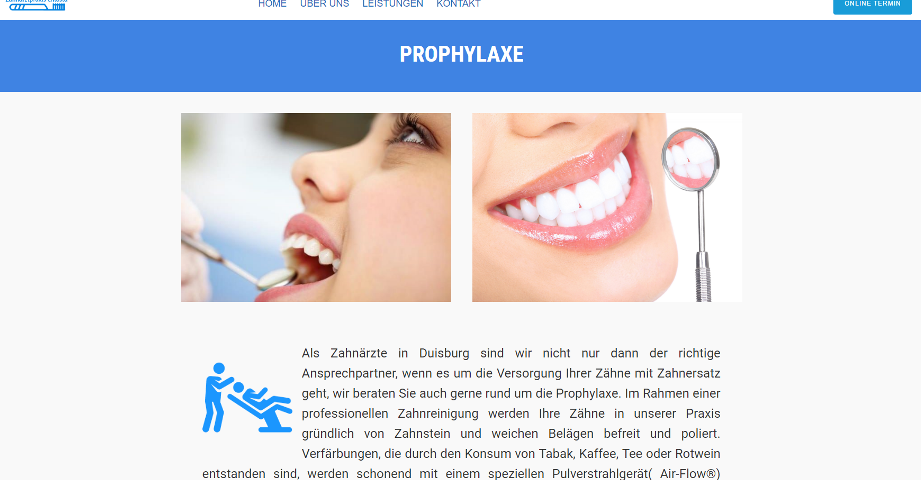 HOME ÜBER UNS LEISTUNGEN KONTAKT
ONLINE TERMIN
PROPHYLAXE
Als Zahnärzte in Duisburg sind wir nicht nur dann der richtige
Ansprechpartner, wenn es um die Versorgung Ihrer Zähne mit Zahnersatz
geht, wir beraten Sie auch gerne rund um die Prophylaxe. Im Rahmen einer
professionellen Zahnreinigung werden Ihre Zähne in unserer Praxis
gründlich von Zahnstein und weichen Belägen befreit und poliert.
Verfärbungen, die durch den Konsum von Tabak, Kaffee, Tee oder Rotwein
entstanden sind, werden schonend mit einem speziellen Pulverstrahlgerät( Air-Flow®)